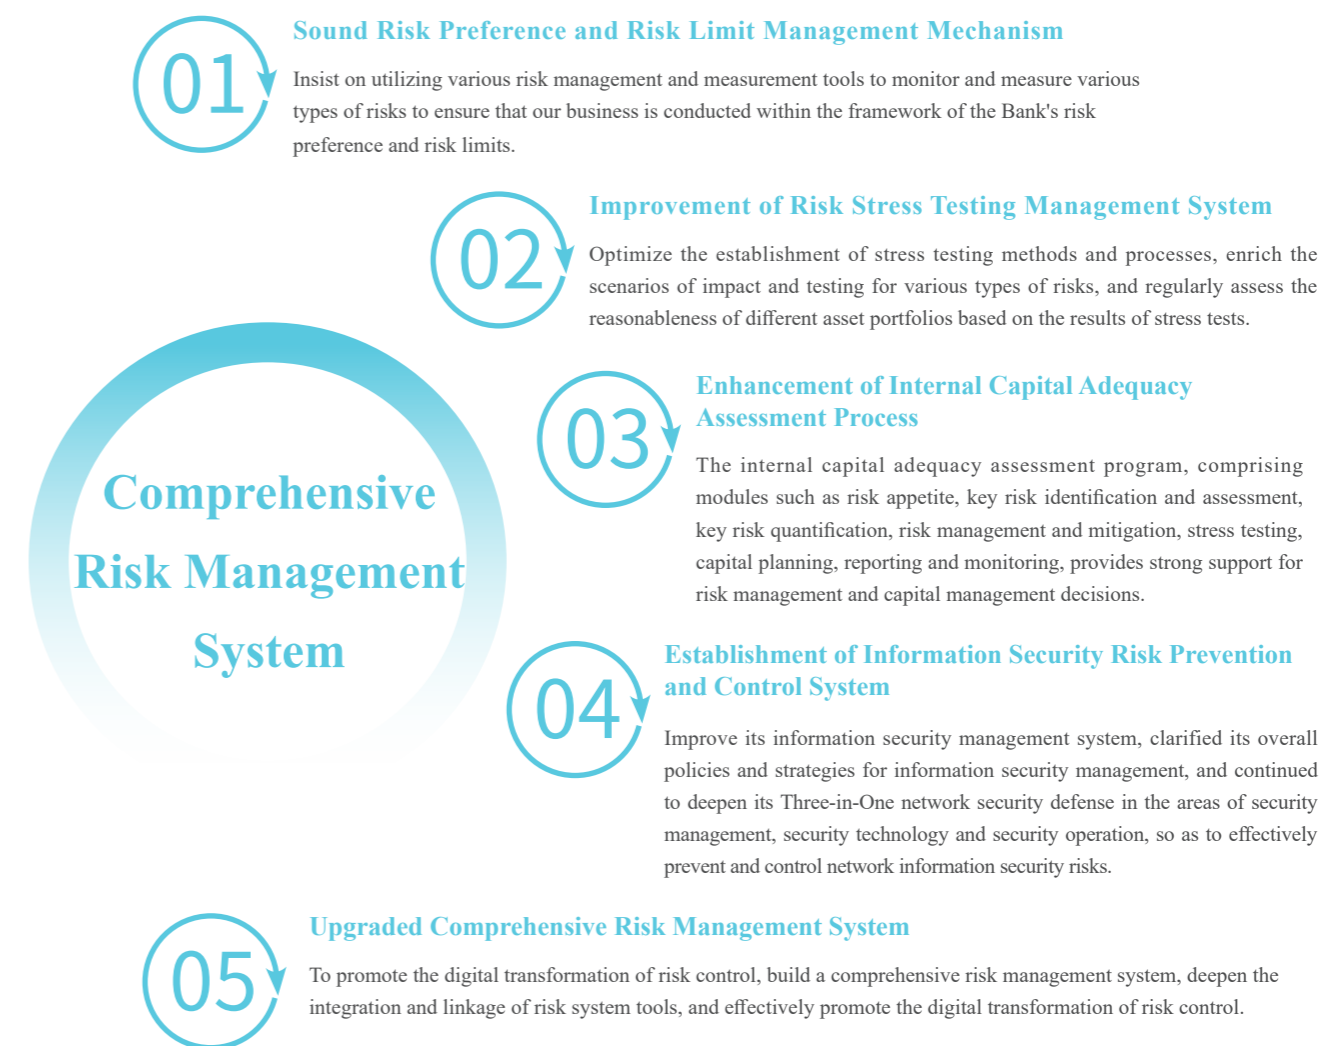 01
Sound Risk Preference and Risk Limit Management Mechanism
Insist on utilizing various risk management and measurement tools to monitor and measure various
types of risks to ensure that our business is conducted within the framework of the Bank's risk
preference and risk limits.
02
Improvement of Risk Stress Testing Management System
Optimize the establishment of stress testing methods and processes, enrich the
scenarios of impact and testing for various types of risks, and regularly assess the
reasonableness of different asset portfolios based on the results of stress tests.
Comprehensive
Risk Management
System
03
Enhancement of Internal Capital Adequacy
Assessment Process
The internal capital adequacy assessment program, comprising
modules such as risk appetite, key risk identification and assessment,
key risk quantification, risk management and mitigation, stress testing,
capital planning, reporting and monitoring, provides strong support for
risk management and capital management decisions.
04
Establishment of Information Security Risk Prevention
and Control System
Improve its information security management system, clarified its overall
policies and strategies for information security management, and continued
to deepen its Three-in-One network security defense in the areas of security
management, security technology and security operation, so as to effectively
prevent and control network information security risks.
05
Upgraded Comprehensive Risk Management System
To promote the digital transformation of risk control, build a comprehensive risk management system, deepen the
integration and linkage of risk system tools, and effectively promote the digital transformation of risk control.